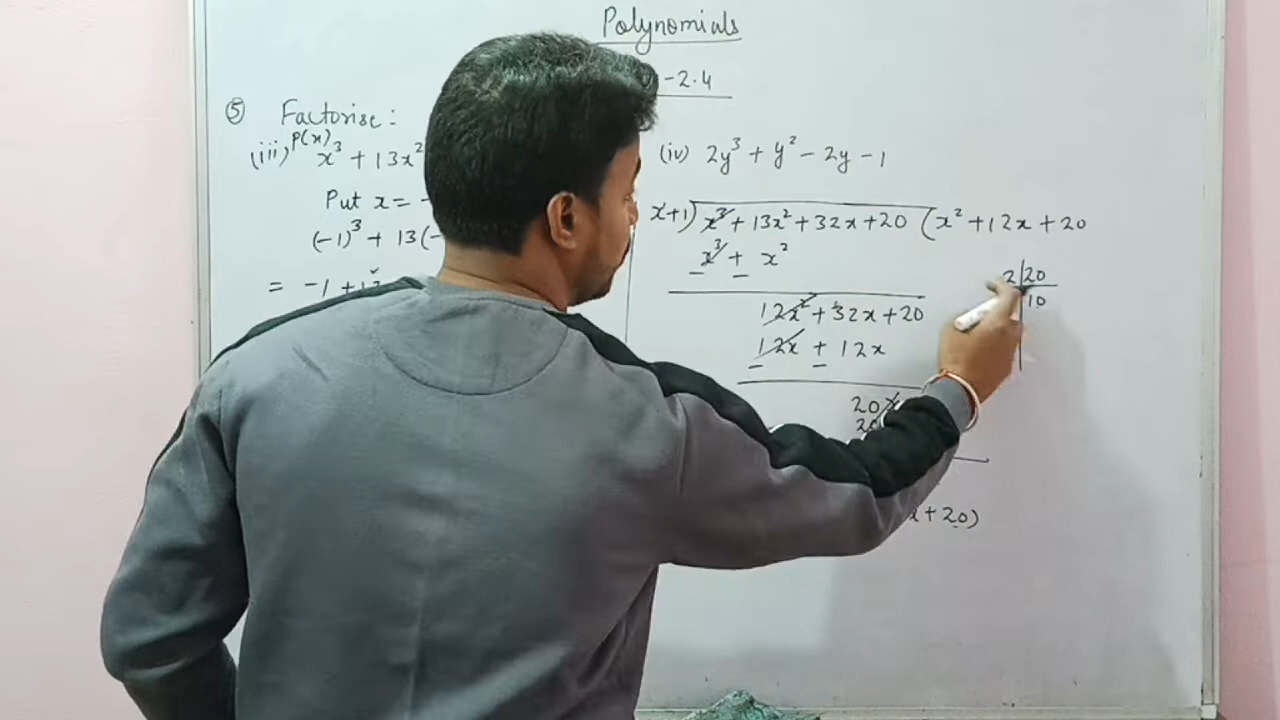 Polynomials
-2.4
⑤ Factorise:
(iii) P(x) x³ + 13x²
Put x = -
(-1)³ + 13(-
= -1 + 13
(iv) 2y³ + y² - 2y - 1
x+1) x³ + 13x² + 32x + 20 ( x² + 12x + 20
x³ + x²
- -
12x² + 32x + 20
12x + 12x
- -
20x
20
x + 20)
2 | 20
10